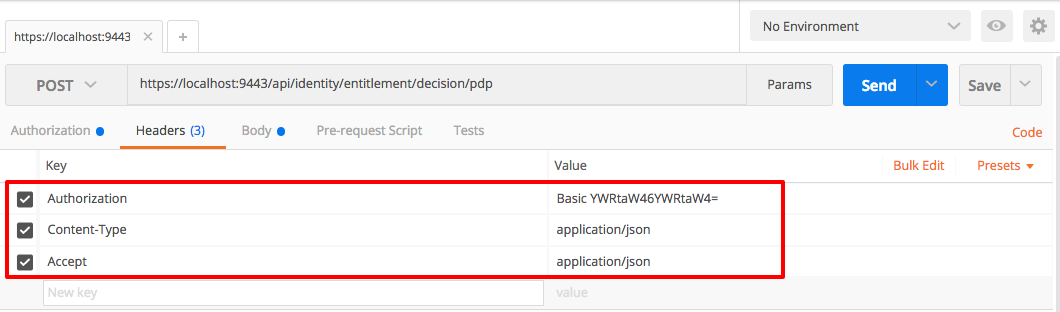 https://localhost:9443 × +
No Environment
POST https://localhost:9443/api/identity/entitlement/decision/pdp Params Send Save
Authorization Headers (3) Body Pre-request Script Tests Code
Key Value Bulk Edit Presets
Authorization Basic YWRtaW46YWRtaW4=
Content-Type application/json
Accept application/json
New key value